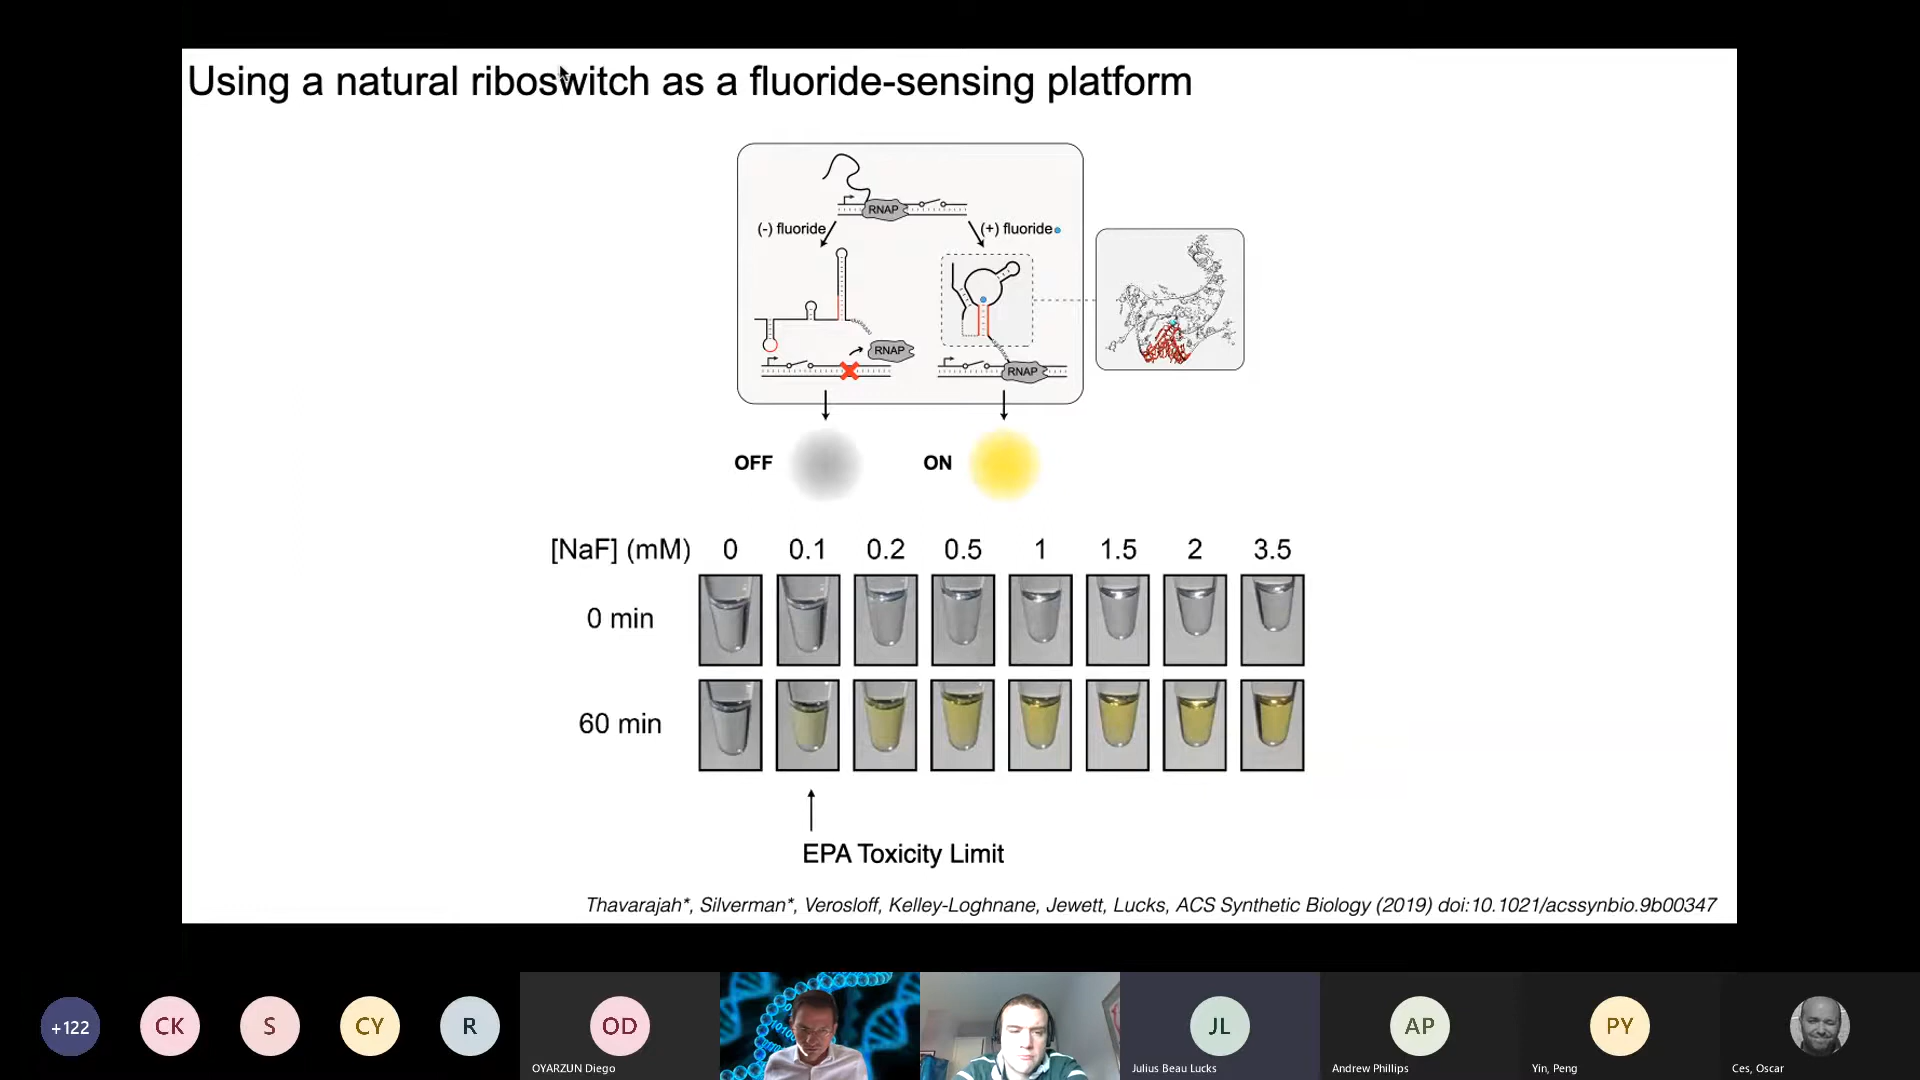 Using a natural riboswitch as a fluoride-sensing platform
RNAP
(-) fluoride
(+) fluoride
RNAP
RNAP
OFF
ON
[NaF] (mM) 0 0.1 0.2 0.5 1 1.5 2 3.5
0 min
60 min
EPA Toxicity Limit
Thavarajah*, Silverman*, Verosloff, Kelley-Loghnane, Jewett, Lucks, ACS Synthetic Biology (2019) doi:10.1021/acssynbio.9b00347
+122
CK
S
CY
R
OD
OYARZUN Diego
JL
Julius Beau Lucks
AP
Andrew Phillips
PY
Yin, Peng
Ces, Oscar